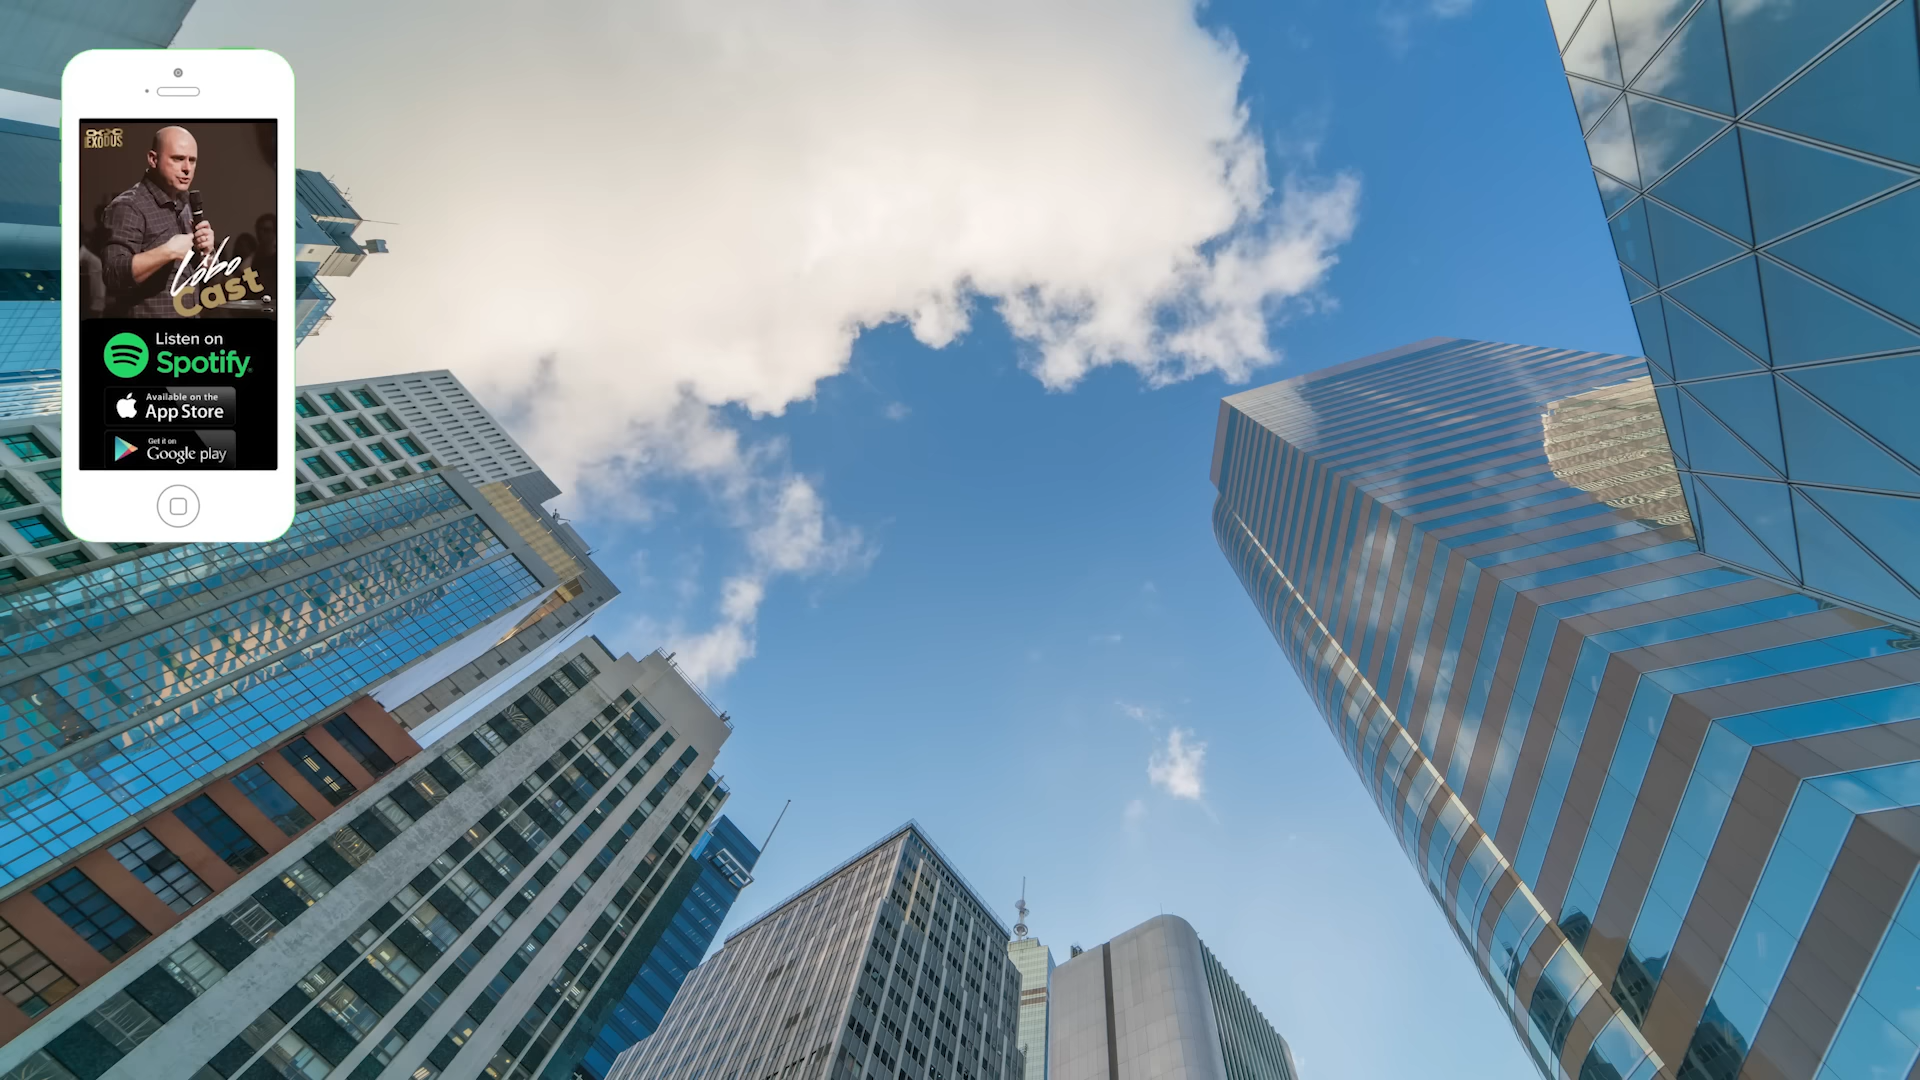 EXODUS
Lobo
Cast
Listen on
Spotify
Available on the
App Store
Get it on
Google play